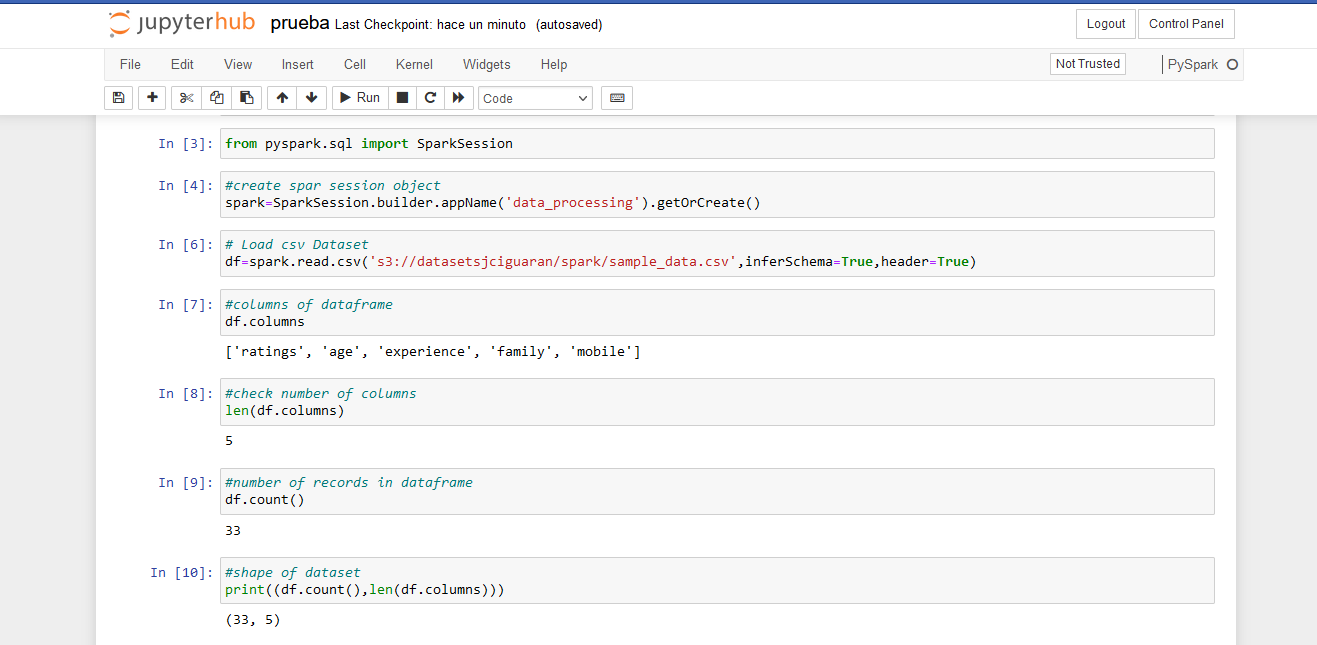 jupyterhub prueba Last Checkpoint: hace un minuto (autosaved) Logout Control Panel
File Edit View Insert Cell Kernel Widgets Help Not Trusted PySpark
Run Code
In [3]: from pyspark.sql import SparkSession
In [4]: #create spar session object
spark=SparkSession.builder.appName('data_processing').getOrCreate()
In [6]: # Load csv Dataset
df=spark.read.csv('s3://datasetsjciguaran/spark/sample_data.csv',inferSchema=True,header=True)
In [7]: #columns of dataframe
df.columns
['ratings', 'age', 'experience', 'family', 'mobile']
In [8]: #check number of columns
len(df.columns)
5
In [9]: #number of records in dataframe
df.count()
33
In [10]: #shape of dataset
print((df.count(),len(df.columns)))
(33, 5)